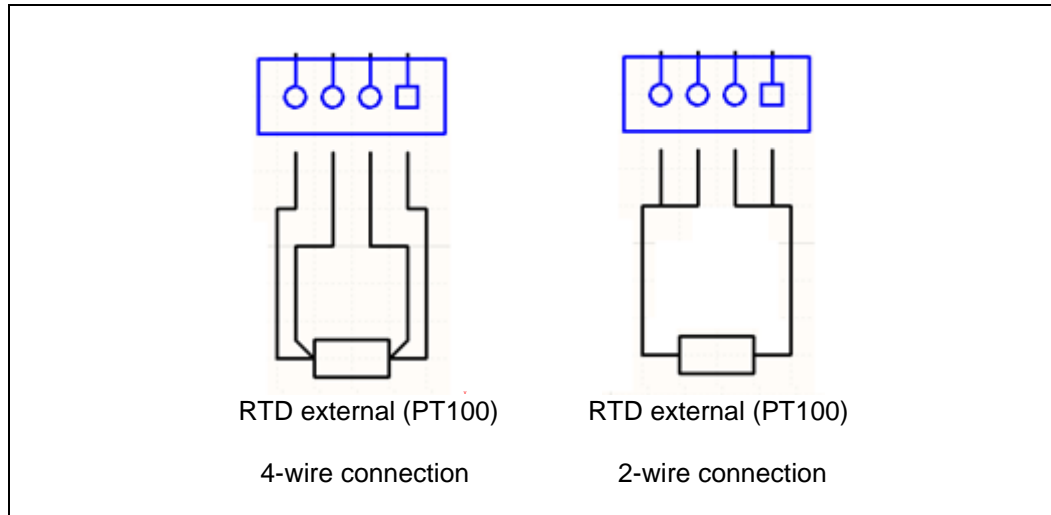 RTD external (PT100)
4-wire connection
RTD external (PT100)
2-wire connection